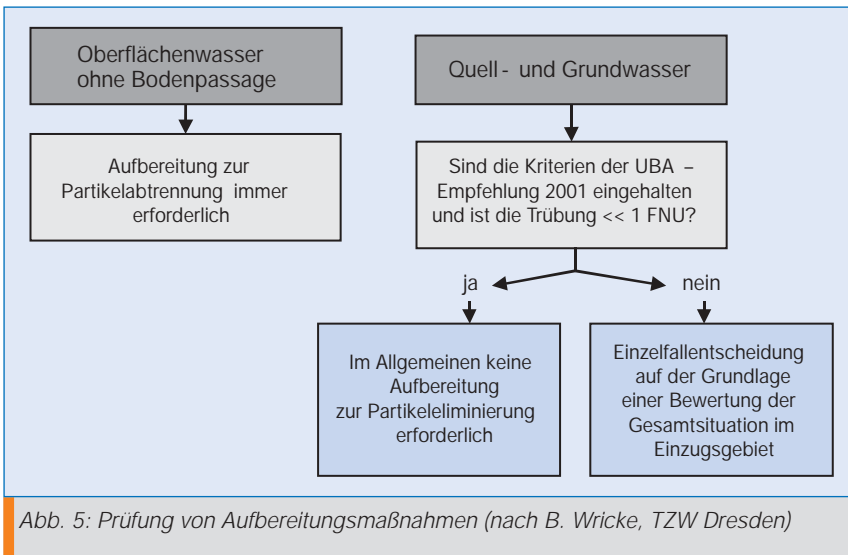 Oberflächenwasser
ohne Bodenpassage
Aufbereitung zur
Partikelabtrennung immer
erforderlich
Quell - und Grundwasser
Sind die Kriterien der UBA –
Empfehlung 2001 eingehalten
und ist die Trübung << 1 FNU?
ja
nein
Im Allgemeinen keine
Aufbereitung
zur Partikeleliminierung
erforderlich
Einzelfallentscheidung
auf der Grundlage
einer Bewertung der
Gesamtsituation im
Einzugsgebiet
Abb. 5: Prüfung von Aufbereitungsmaßnahmen (nach B. Wricke, TZW Dresden)